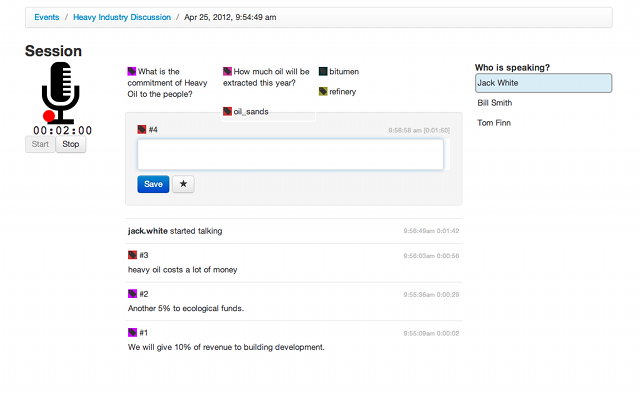 Events / Heavy Industry Discussion / Apr 25, 2012, 9:54:49 am
Session
00:02:00
Start Stop
What is the
commitment of Heavy
Oil to the people?
How much oil will be
extracted this year?
bitumen
refinery
oil_sands
#4 9:56:58 am [0:01:50]
Save ★
jack.white started talking 9:56:49am 0:01:42
#3 9:56:03am 0:00:56
heavy oil costs a lot of money
#2 9:55:36am 0:00:29
Another 5% to ecological funds.
#1 9:55:09am 0:00:02
We will give 10% of revenue to building development.
Who is speaking?
Jack White
Bill Smith
Tom Finn